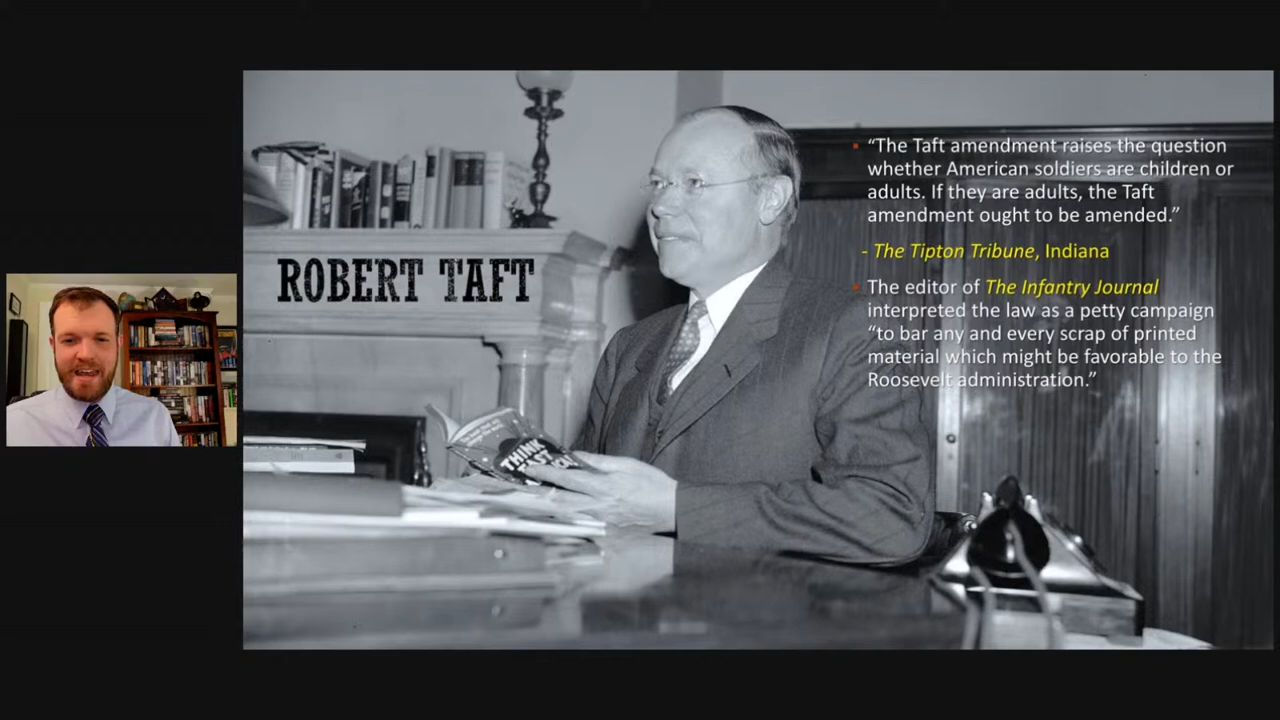 ROBERT TAFT
“The Taft amendment raises the question
whether American soldiers are children or
adults. If they are adults, the Taft
amendment ought to be amended.”
- The Tipton Tribune, Indiana
The editor of The Infantry Journal
interpreted the law as a petty campaign
“to bar any and every scrap of printed
material which might be favorable to the
Roosevelt administration.”
THINK
FAST